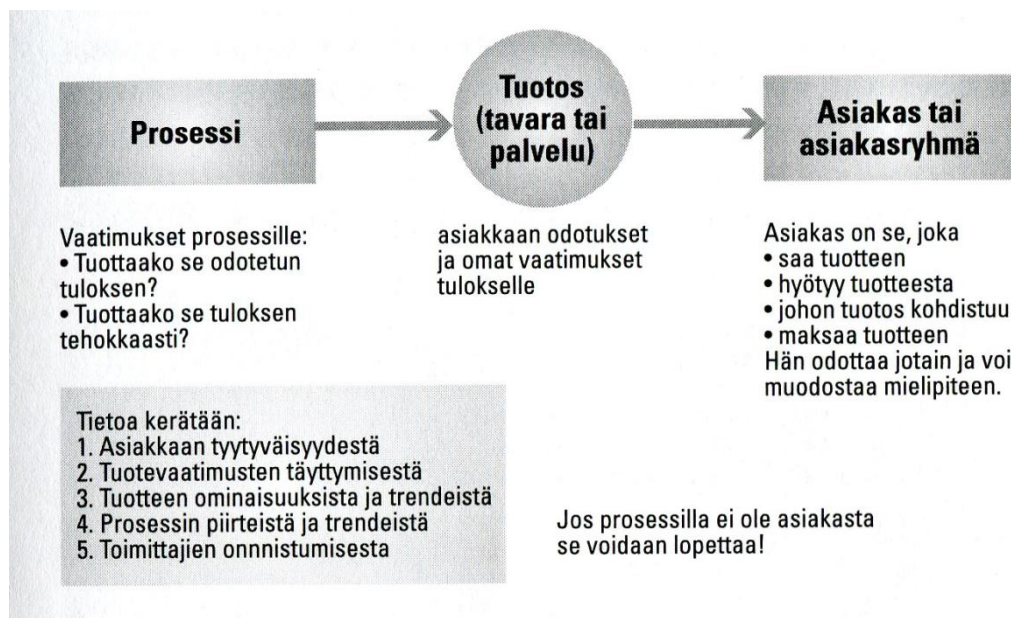 Prosessi
Tuotos
(tavara tai
palvelu)
Asiakas tai
asiakasryhmä
Vaatimukset prosessille:
• Tuottaako se odotetun
tuloksen?
• Tuottaako se tuloksen
tehokkaasti?
asiakkaan odotukset
ja omat vaatimukset
tulokselle
Asiakas on se, joka
• saa tuotteen
• hyötyy tuotteesta
• johon tuotos kohdistuu
• maksaa tuotteen
Hän odottaa jotain ja voi
muodostaa mielipiteen.
Tietoa kerätään:
1. Asiakkaan tyytyväisyydestä
2. Tuotevaatimusten täyttymisestä
3. Tuotteen ominaisuuksista ja trendeistä
4. Prosessin piirteistä ja trendeistä
5. Toimittajien onnnistumisesta
Jos prosessilla ei ole asiakasta
se voidaan lopettaa!